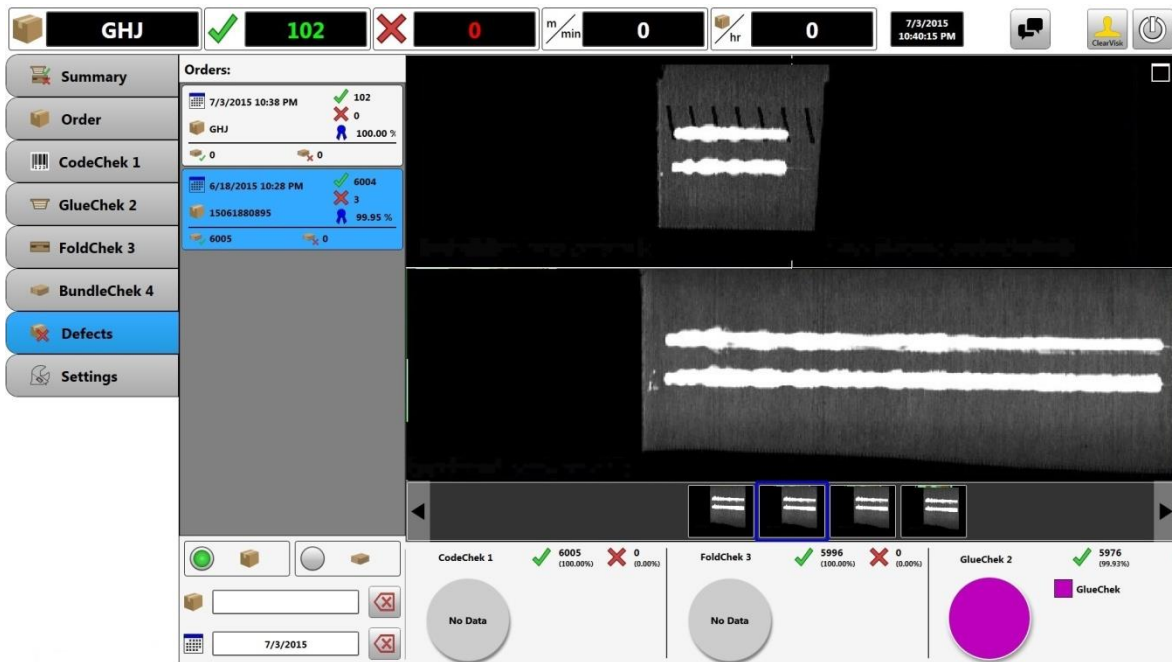 GHJ
102
0
m/min
0
/hr
0
7/3/2015
10:40:15 PM
ClearVisk
Summary
Order
CodeChek 1
GlueChek 2
FoldChek 3
BundleChek 4
Defects
Settings
Orders:
7/3/2015 10:38 PM
102
0
GHJ
100.00 %
0
0
6/18/2015 10:28 PM
6004
3
15061880895
99.95 %
6005
0
7/3/2015
CodeChek 1
6005
(100.00%)
0
(0.00%)
No Data
FoldChek 3
5996
(100.00%)
0
(0.00%)
No Data
GlueChek 2
5976
(99.93%)
GlueChek